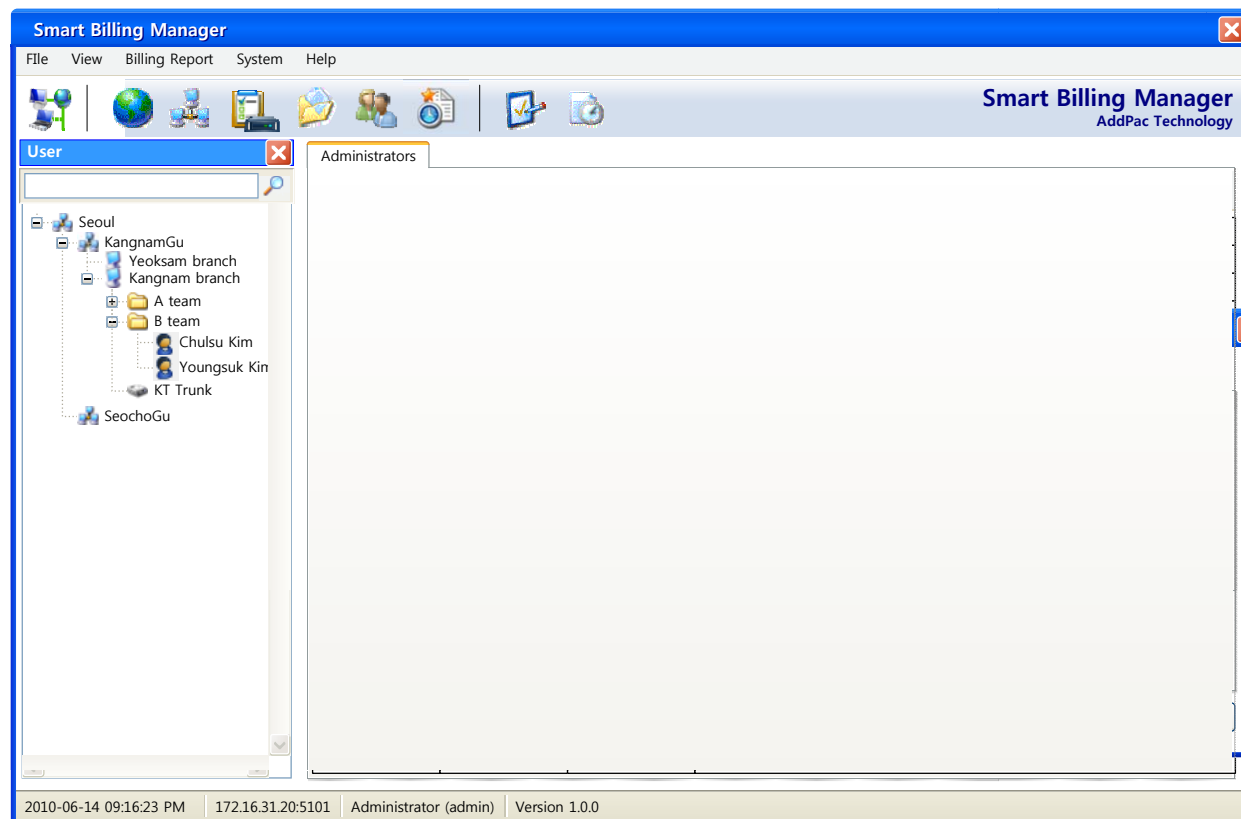 Smart Billing Manager
FIle View Billing Report System Help
Smart Billing Manager
AddPac Technology
User
Administrators
Seoul
KangnamGu
Yeoksam branch
Kangnam branch
A team
B team
Chulsu Kim
Youngsuk Kim
KT Trunk
SeochoGu
2010-06-14 09:16:23 PM 172.16.31.20:5101 Administrator (admin) Version 1.0.0